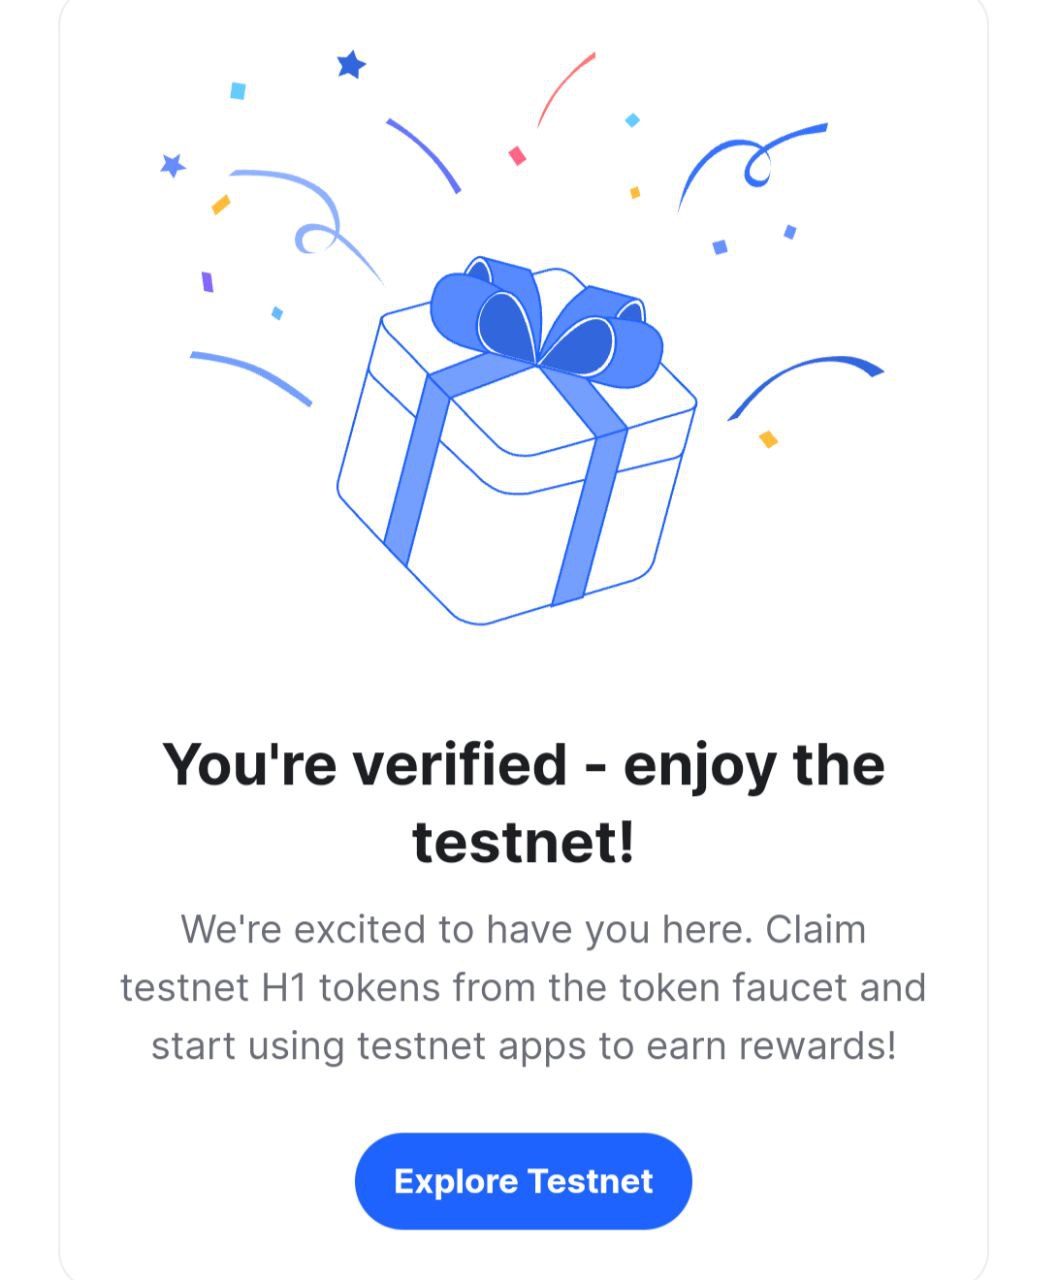 You're verified - enjoy the
testnet!
We're excited to have you here. Claim
testnet H1 tokens from the token faucet and
start using testnet apps to earn rewards!
Explore Testnet